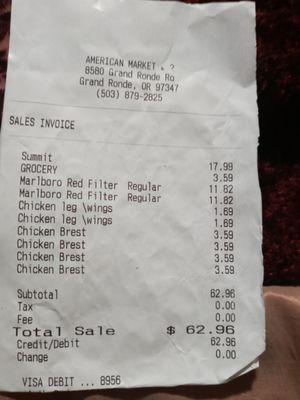 AMERICAN MARKET # 2
8580 Grand Ronde Rd
Grand Ronde, OR 97347
(503) 879-2825
SALES INVOICE
Summit 17.99
GROCERY 3.59
Marlboro Red Filter Regular 11.82
Marlboro Red Filter Regular 11.82
Chicken leg \wings 1.69
Chicken leg \wings 1.69
Chicken Brest 3.59
Chicken Brest 3.59
Chicken Brest 3.59
Chicken Brest 3.59
Subtotal 62.96
Tax 0.00
Fee 0.00
Total Sale $ 62.96
Credit/Debit 62.96
Change 0.00
VISA DEBIT ... 8956